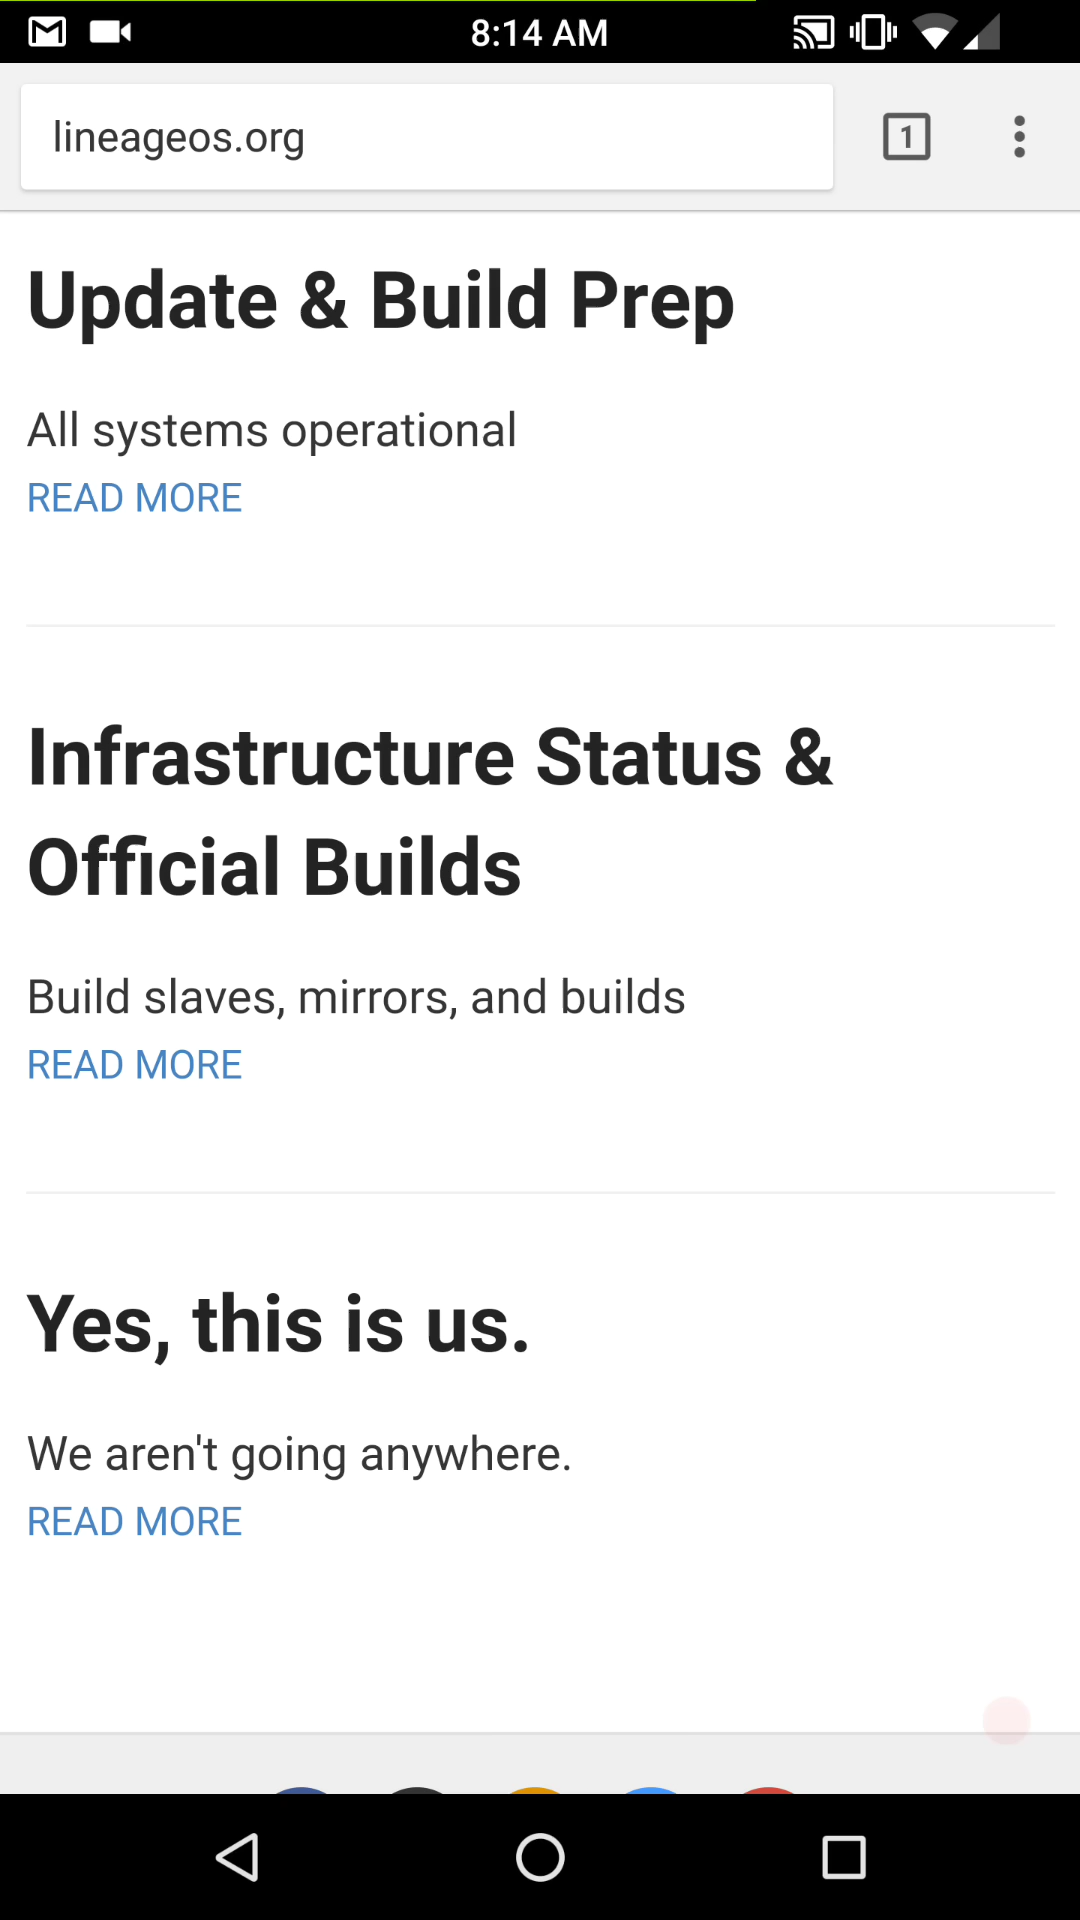 8:14 AM
lineageos.org
1
Update & Build Prep
All systems operational
READ MORE
Infrastructure Status &
Official Builds
Build slaves, mirrors, and builds
READ MORE
Yes, this is us.
We aren't going anywhere.
READ MORE